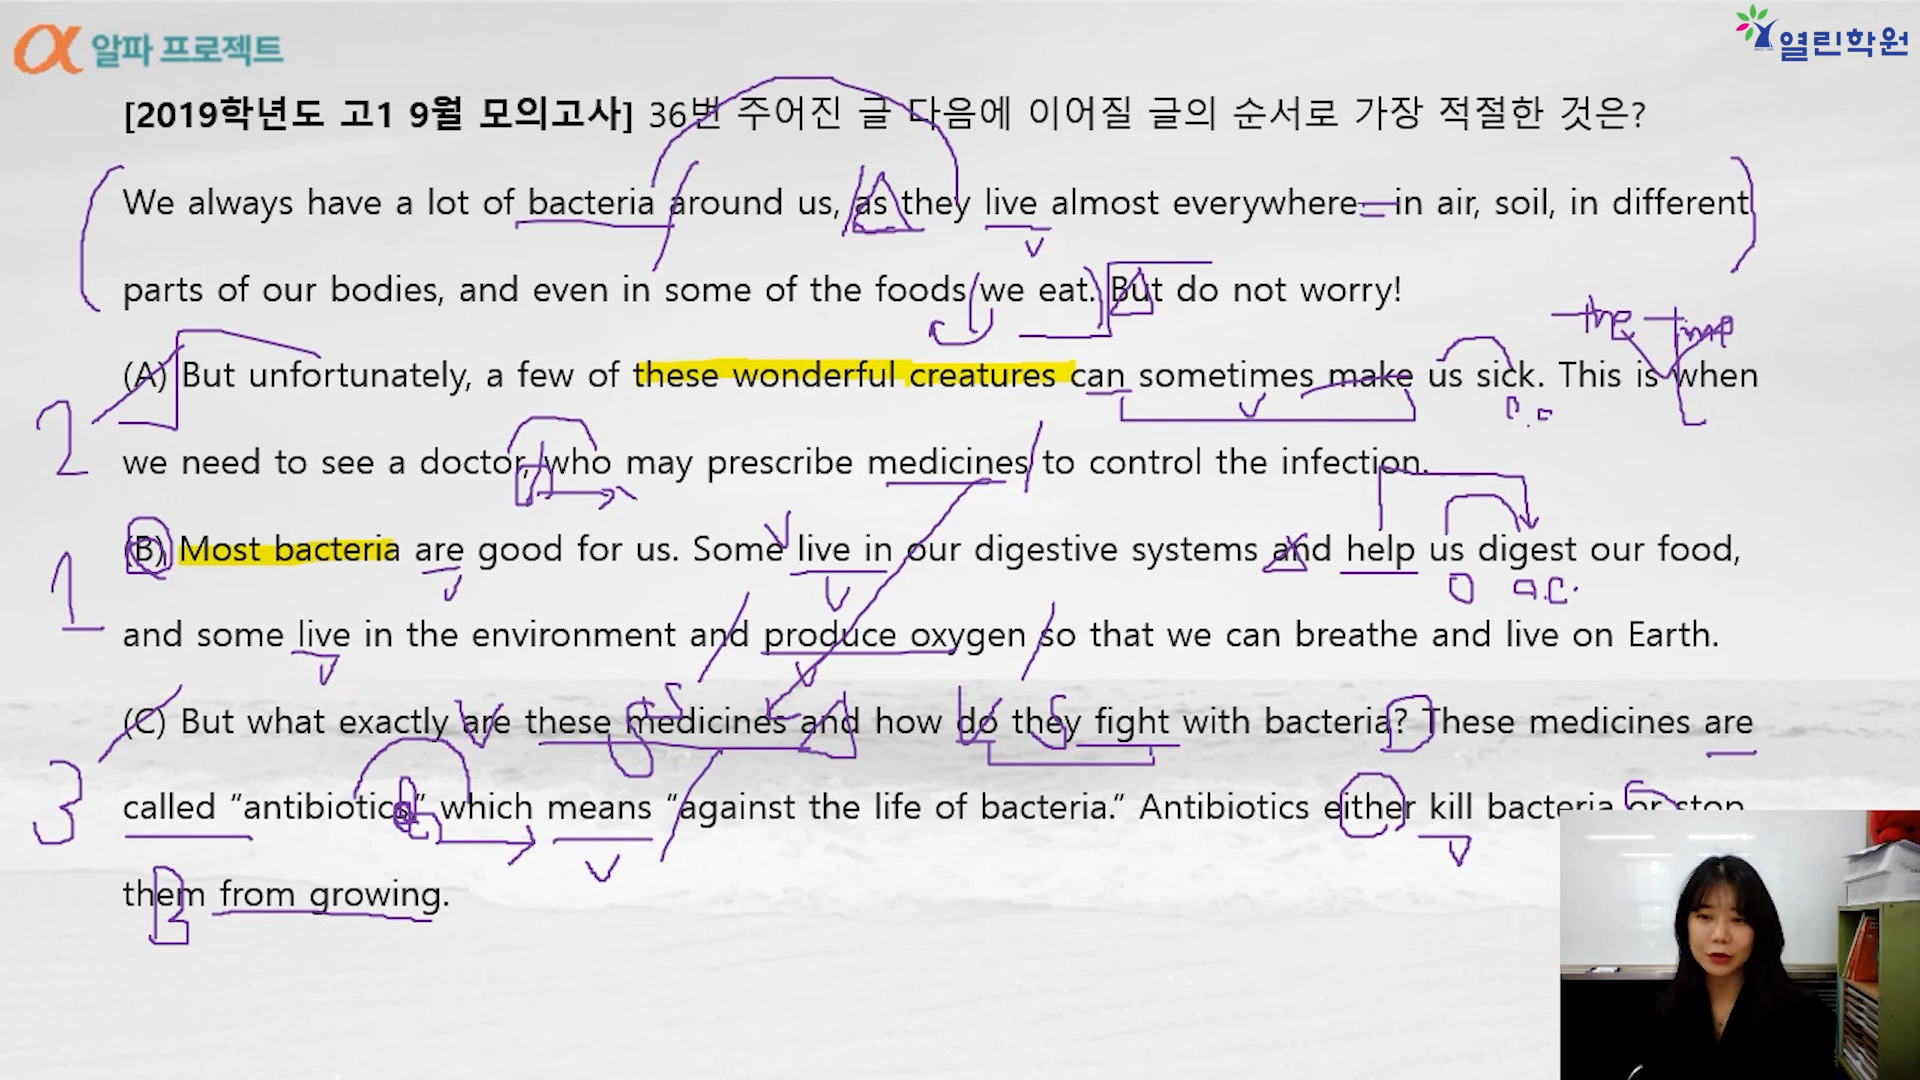 알파 프로젝트
열린학원
[2019학년도 고1 9월 모의고사] 36번 주어진 글 다음에 이어질 글의 순서로 가장 적절한 것은?
We always have a lot of bacteria around us, as they live almost everywhere—in air, soil, in different
parts of our bodies, and even in some of the foods we eat. But do not worry!
the time
(A) But unfortunately, a few of these wonderful creatures can sometimes make us sick. This is when
2
we need to see a doctor, who may prescribe medicines to control the infection.
(B) Most bacteria are good for us. Some live in our digestive systems and help us digest our food,
1
and some live in the environment and produce oxygen so that we can breathe and live on Earth.
(C) But what exactly are these medicines and how do they fight with bacteria? These medicines are
3
called “antibiotics”, which means “against the life of bacteria.” Antibiotics either kill bacteria or stop
them from growing.